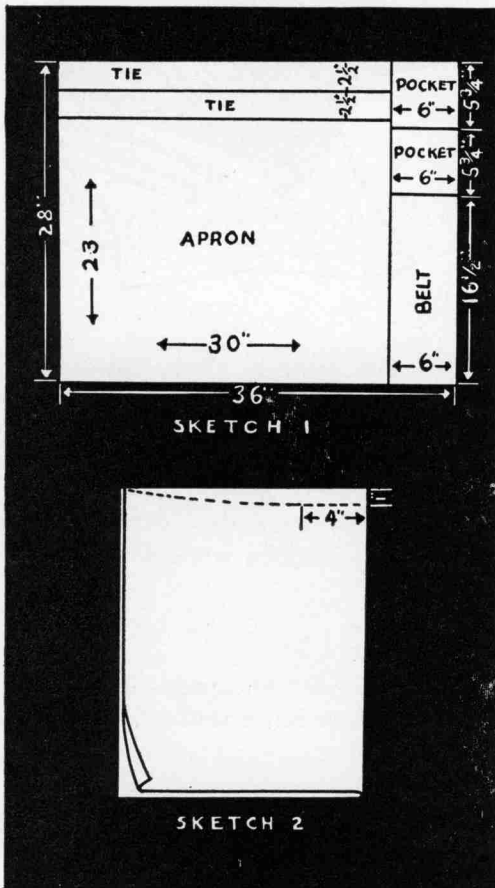 TIE
2½"
POCKET
6"
5¾"
TIE
2½"
POCKET
6"
5¾"
28"
23
APRON
30"
BELT
6"
16½"
36"
SKETCH 1
1"
4"
SKETCH 2